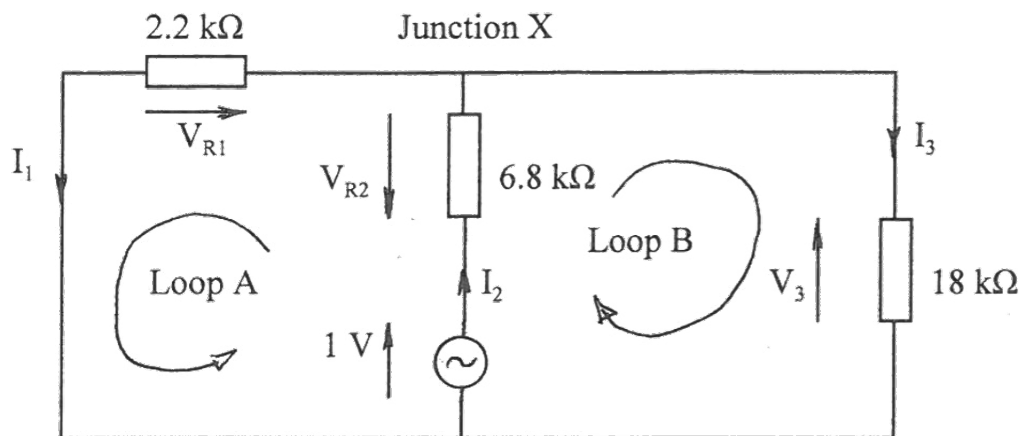 2.2 kΩ
Junction X
V_R1
I_1
V_R2
6.8 kΩ
I_3
Loop A
Loop B
I_2
V_3
18 kΩ
1 V